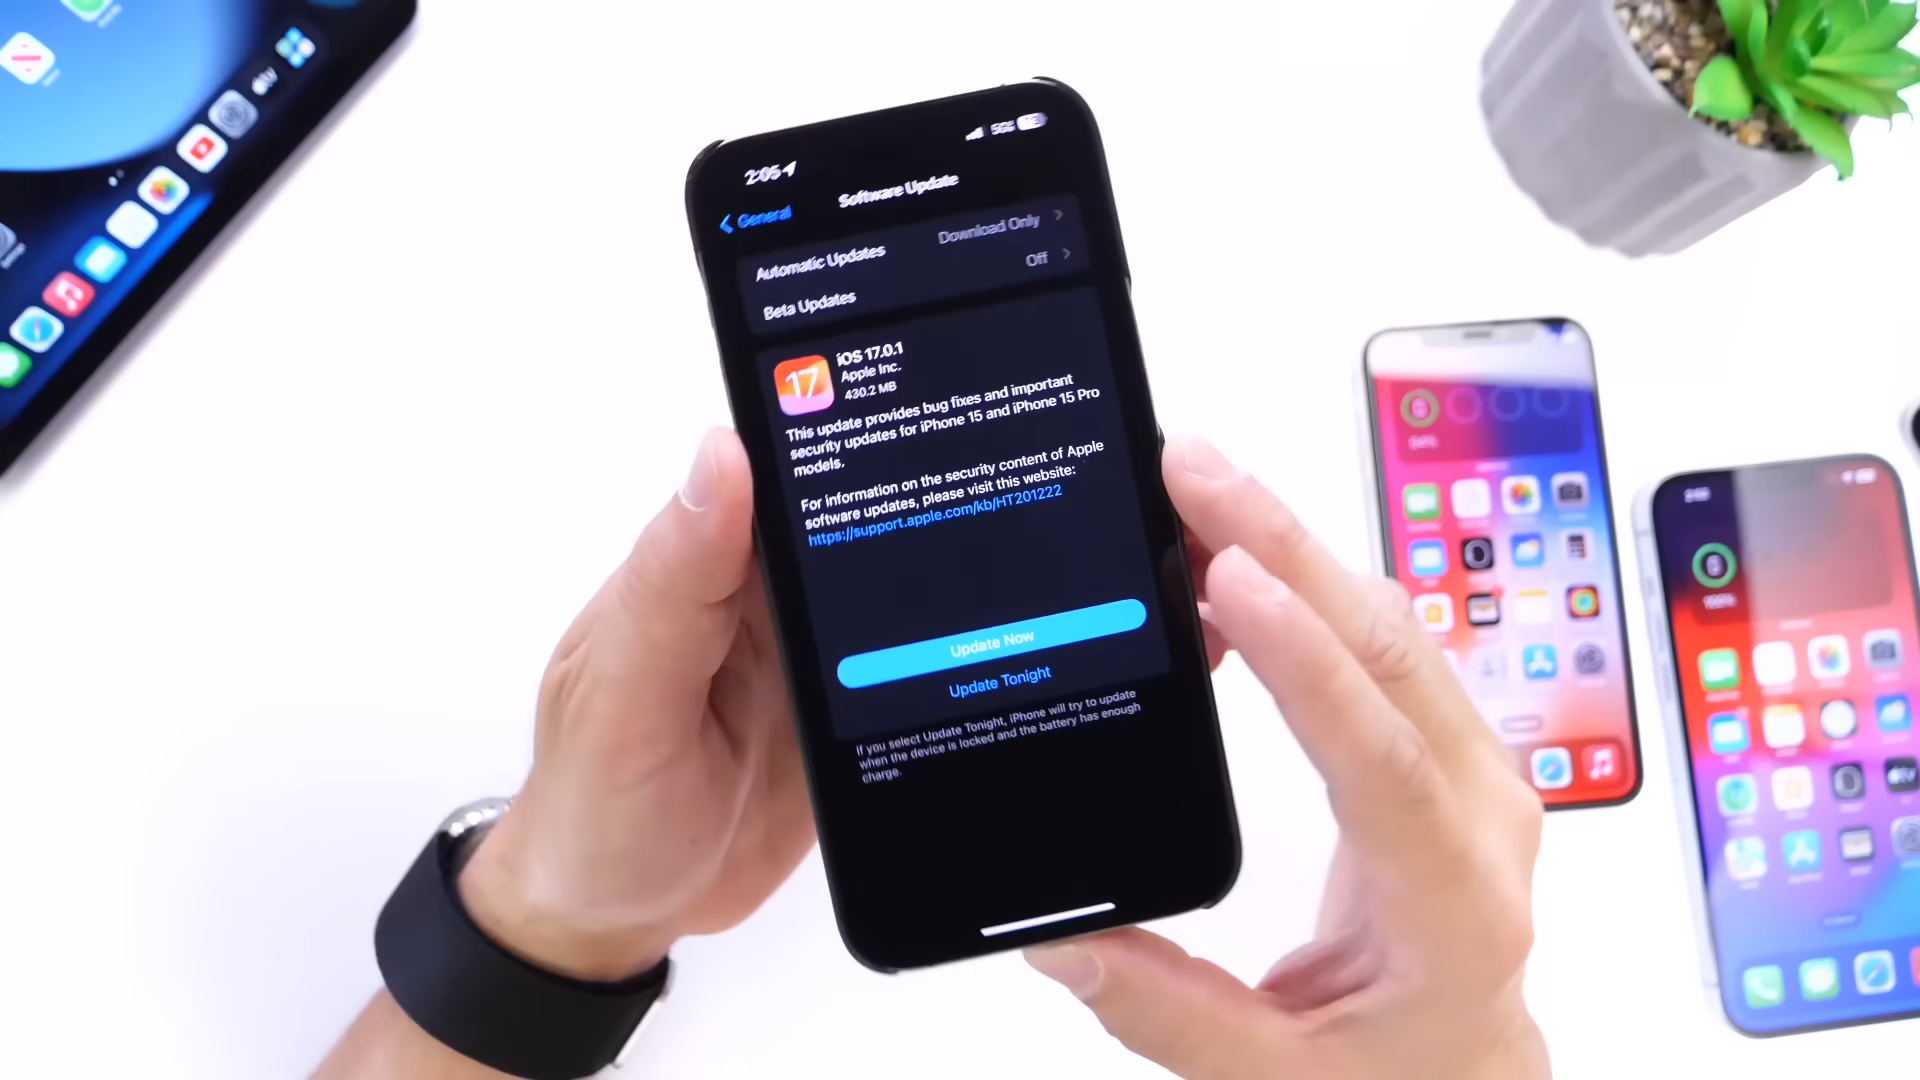 2:05
5G
Software Update
General
Automatic Updates
Download Only
Beta Updates
Off
17
iOS 17.0.1
Apple Inc.
430.2 MB
This update provides bug fixes and important
security updates for iPhone 15 and iPhone 15 Pro
models.
For information on the security content of Apple
software updates, please visit this website:
https://support.apple.com/kb/HT201222
Update Now
Update Tonight
If you select Update Tonight, iPhone will try to update
when the device is locked and the battery has enough
charge.
tv